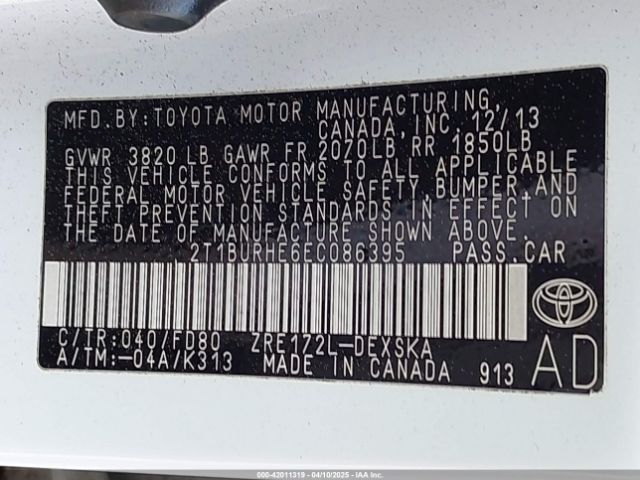 MFD. BY: TOYOTA MOTOR MANUFACTURING,
CANADA, INC. 12/13
GVWR 3820 LB GAWR FR 2070LB RR 1850LB
THIS VEHICLE CONFORMS TO ALL APPLICABLE
FEDERAL MOTOR VEHICLE SAFETY, BUMPER, AND
THEFT PREVENTION STANDARDS IN EFFECT ON
THE DATE OF MANUFACTURE SHOWN ABOVE.
2T1BURHE6EC086395 PASS. CAR
C/TR: 040/FD80 ZRE172L-DEXSKA
A/TM: -04A/K313 MADE IN CANADA 913
AD
000-42011319 - 04/10/2025 - IAA Inc.